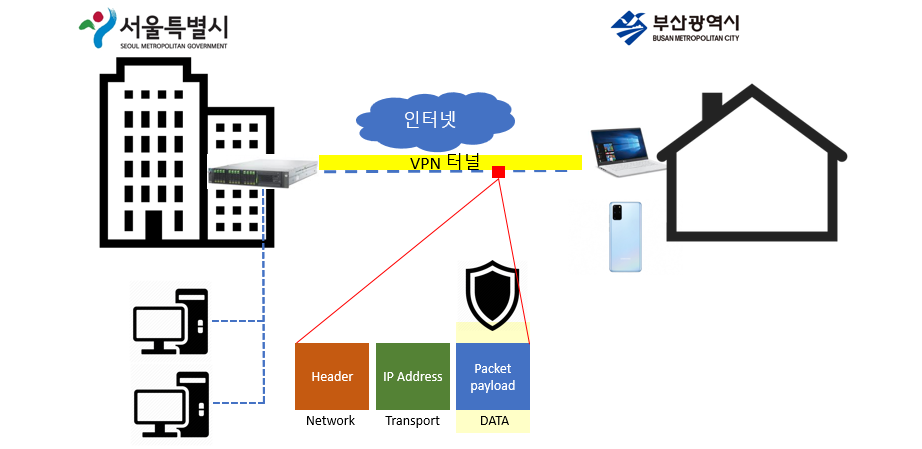 서울특별시
SEOUL METROPOLITAN GOVERNMENT
부산광역시
BUSAN METROPOLITAN CITY
인터넷
VPN 터널
Header
IP Address
Packet
payload
Network
Transport
DATA